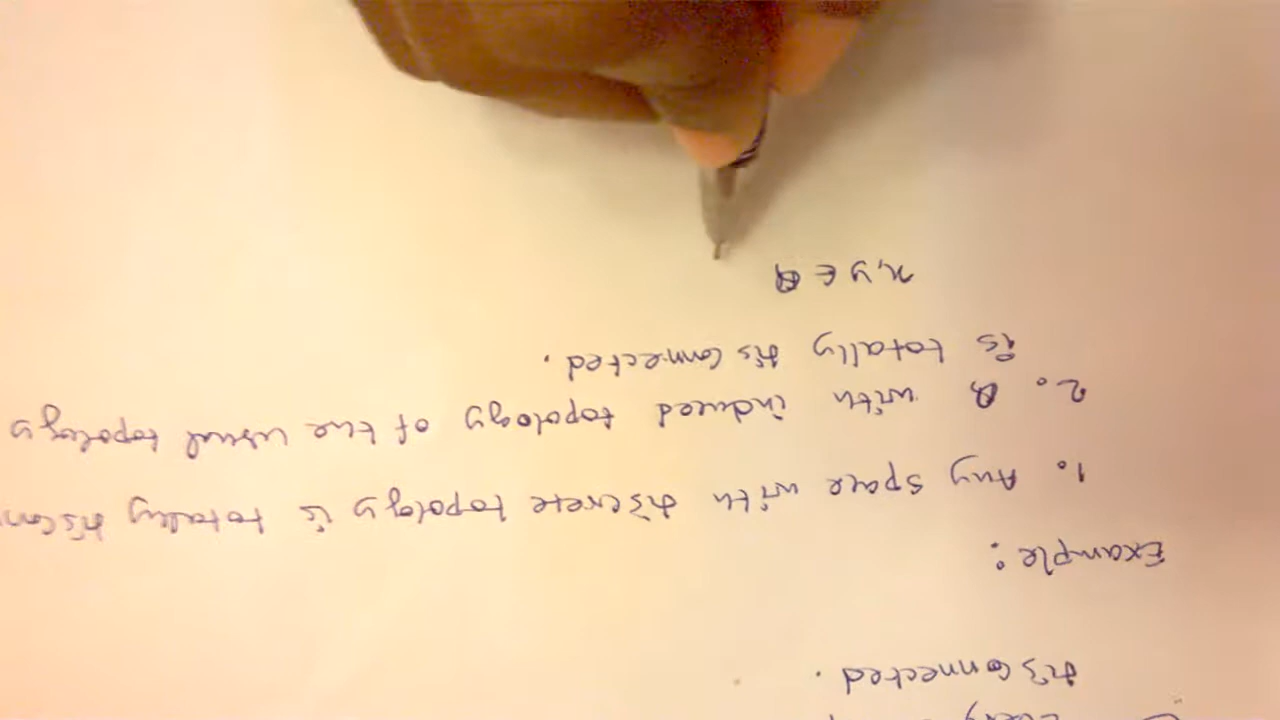 disconnected.
Example:
1. Any space with discrete topology is totally discon
2. Q with induced topology of the usual topology
is totally disconnected.
x, y ∈ Q